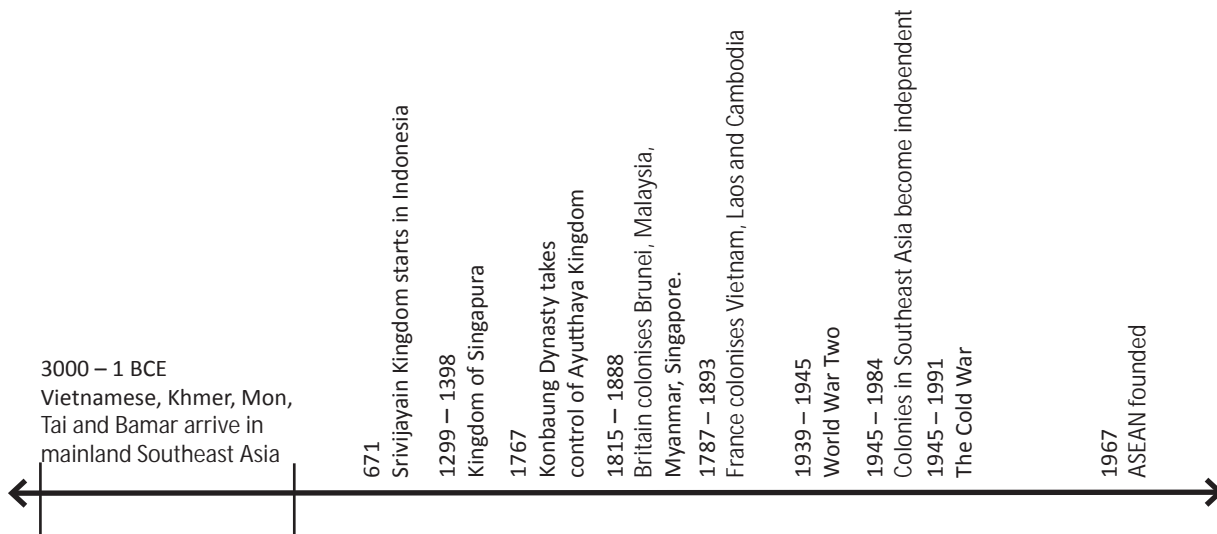 3000 – 1 BCE
Vietnamese, Khmer, Mon,
Tai and Bamar arrive in
mainland Southeast Asia
671
Srivijayain Kingdom starts in Indonesia
1299 – 1398
Kingdom of Singapura
1767
Konbaung Dynasty takes
control of Ayutthaya Kingdom
1815 – 1888
Britain colonises Brunei, Malaysia,
Myanmar, Singapore.
1787 – 1893
France colonises Vietnam, Laos and Cambodia
1939 – 1945
World War Two
1945 – 1984
Colonies in Southeast Asia become independent
1945 – 1991
The Cold War
1967
ASEAN founded